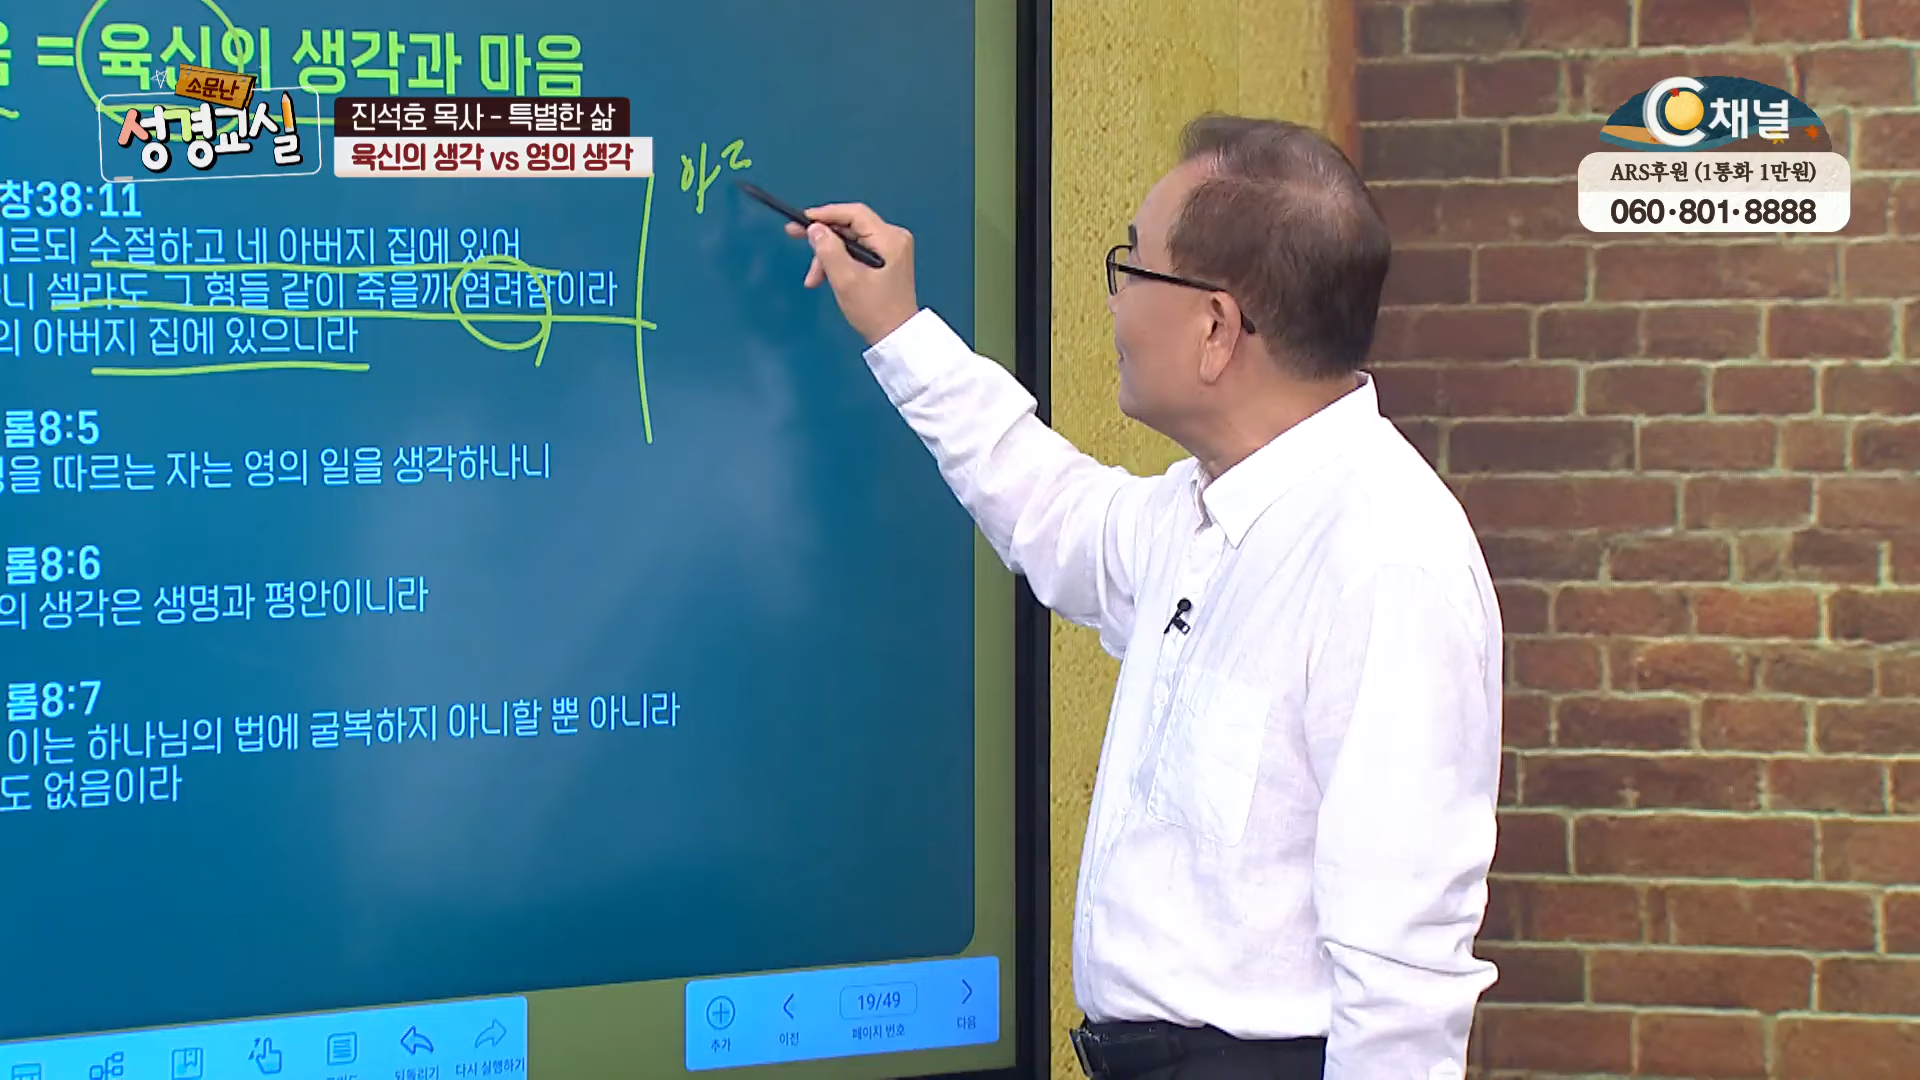 = 육신의 생각과 마음
소문난
성경교실
진석호 목사 - 특별한 삶
육신의 생각 vs 영의 생각
C채널
ARS후원 (1통화 1만원)
060·801·8888
창38:11
르되 수절하고 네 아버지 집에 있어
니 셀라도 그 형들 같이 죽을까 염려함이라
의 아버지 집에 있으니라
롬8:5
을 따르는 자는 영의 일을 생각하나니
롬8:6
의 생각은 생명과 평안이니라
롬8:7
이는 하나님의 법에 굴복하지 아니할 뿐 아니라
도 없음이라
추가
이전
19/49
페이지 번호
다음
되돌리기
다시 실행하기